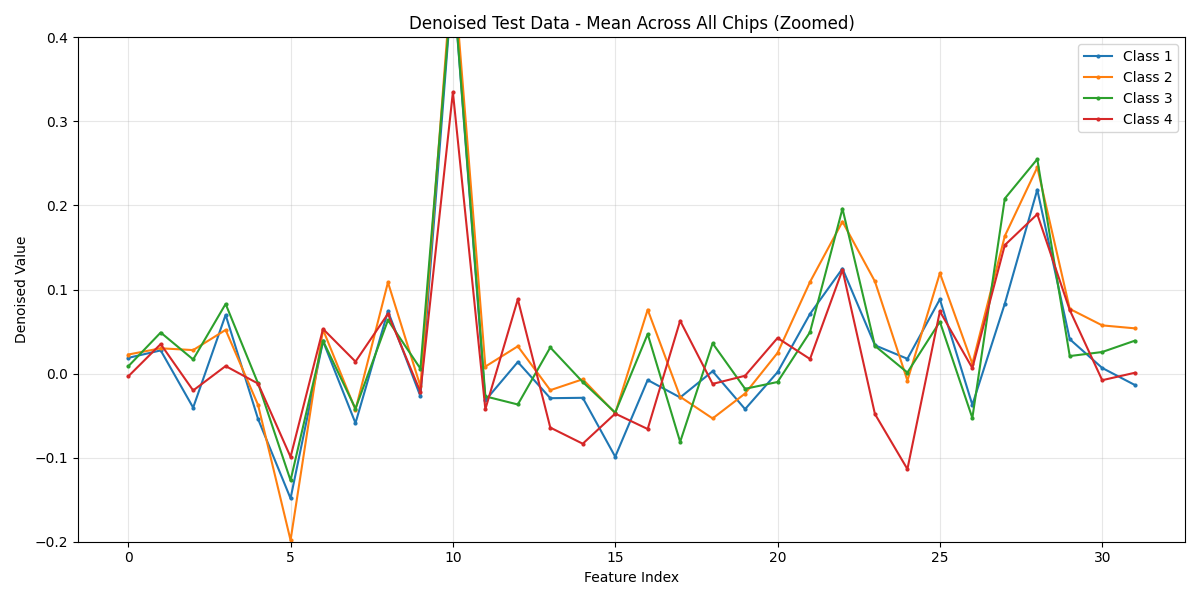 Denoised Test Data - Mean Across All Chips (Zoomed)
Class 1
Class 2
Class 3
Class 4
Denoised Value
0.4
0.3
0.2
0.1
0.0
−0.1
−0.2
0 5 10 15 20 25 30
Feature Index